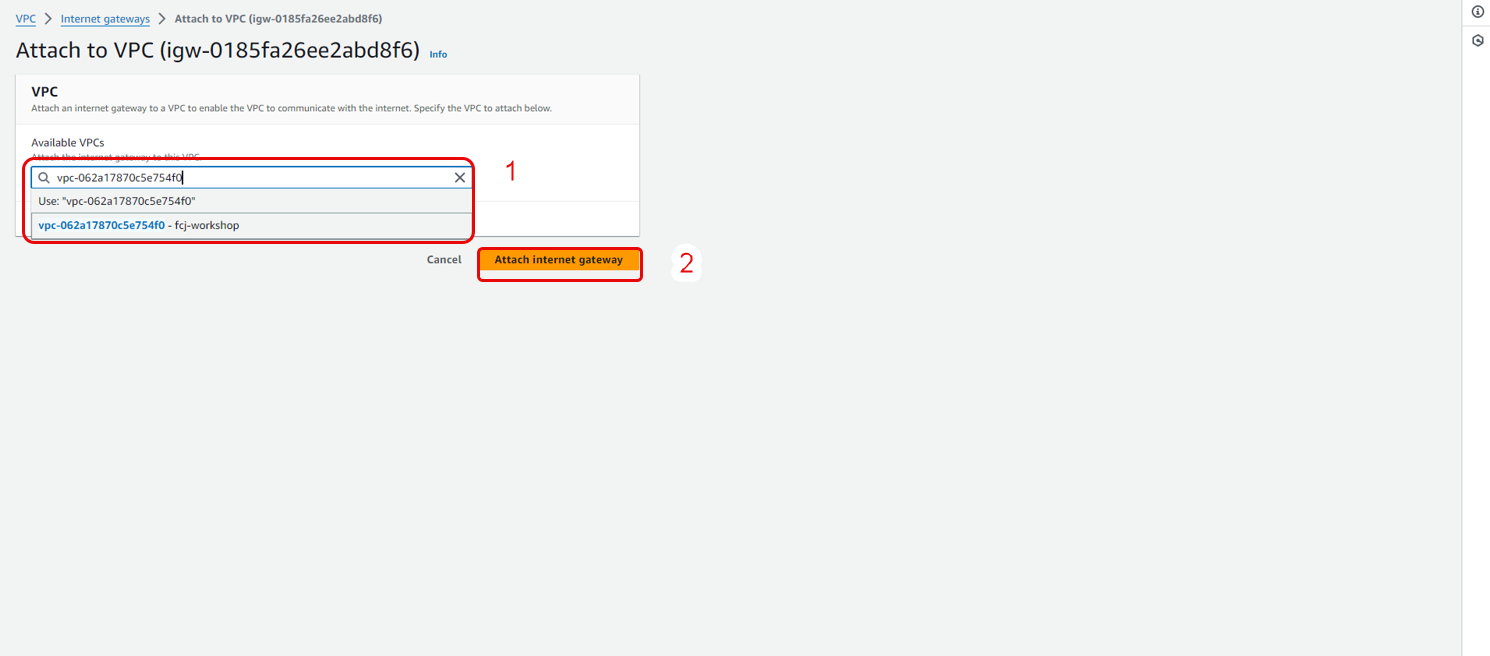 VPC > Internet gateways > Attach to VPC (igw-0185fa26ee2abd8f6)
Attach to VPC (igw-0185fa26ee2abd8f6) Info
VPC
Attach an internet gateway to a VPC to enable the VPC to communicate with the internet. Specify the VPC to attach below.
Available VPCs
Attach the internet gateway to this VPC.
vpc-062a17870c5e754f0
1
Use: "vpc-062a17870c5e754f0"
vpc-062a17870c5e754f0 - fcj-workshop
Cancel Attach internet gateway
2